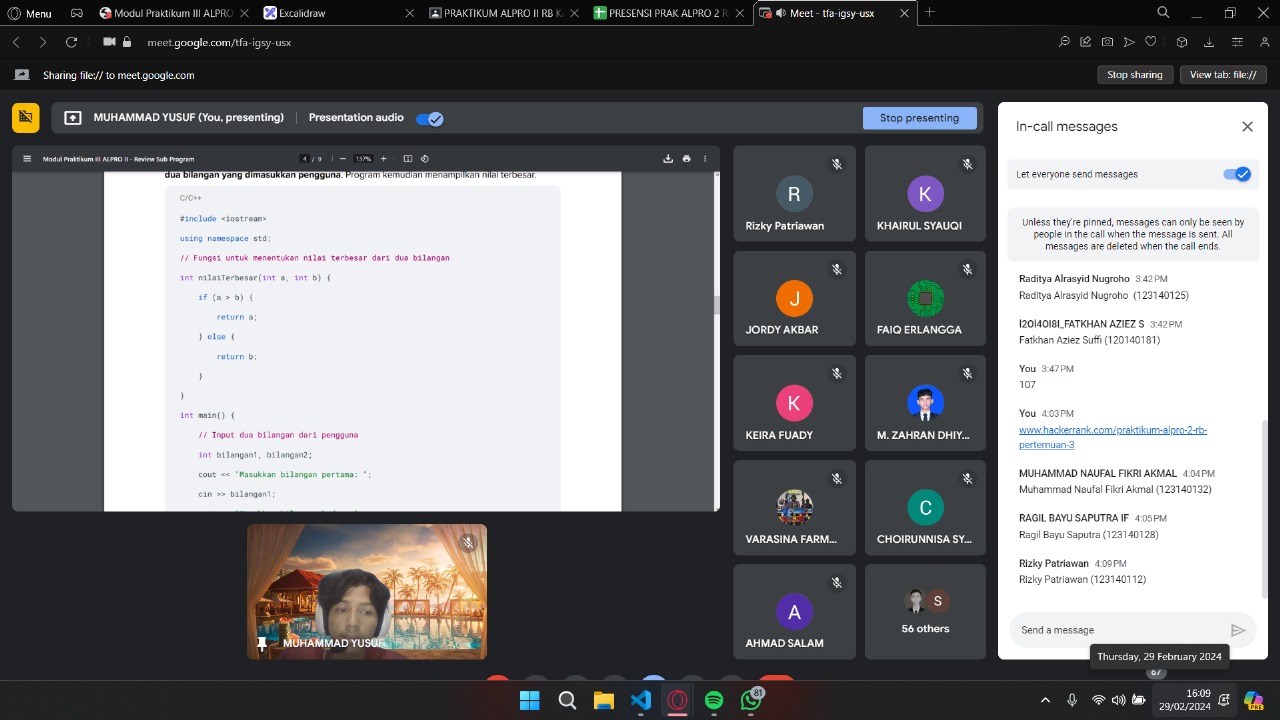 Menu
Modul Praktikum III ALPRO
Excalidraw
PRAKTIKUM ALPRO II RB K
PRESENSI PRAK ALPRO 2 R
Meet - tfa-igsy-usx
meet.google.com/tfa-igsy-usx
Sharing file:// to meet.google.com
Stop sharing
View tab: file://
MUHAMMAD YUSUF (You, presenting)
Presentation audio
Stop presenting
Modul Praktikum III ALPRO II - Review Sub Program
4 / 9
137%
dua bilangan yang dimasukkan pengguna. Program kemudian menampilkan nilai terbesar.
C/C++
#include <iostream>
using namespace std;
// Fungsi untuk menentukan nilai terbesar dari dua bilangan
int nilaiTerbesar(int a, int b) {
if (a > b) {
return a;
} else {
return b;
}
}
int main() {
// Input dua bilangan dari pengguna
int bilangan1, bilangan2;
cout << "Masukkan bilangan pertama: ";
cin >> bilangan1;
MUHAMMAD YUSUF
R
Rizky Patriawan
K
KHAIRUL SYAUQI
J
JORDY AKBAR
FAIQ ERLANGGA
K
KEIRA FUADY
M. ZAHRAN DHIY...
VARASINA FARM...
C
CHOIRUNNISA SY...
A
AHMAD SALAM
S
56 others
In-call messages
Let everyone send messages
Unless they're pinned, messages can only be seen by
people in the call when the message is sent. All
messages are deleted when the call ends.
Raditya Alrasyid Nugroho 3:42 PM
Raditya Alrasyid Nugroho (123140125)
l2Ol4Ol8I_FATKHAN AZIEZ S 3:42 PM
Fatkhan Aziez Suffi (120140181)
You 3:47 PM
107
You 4:03 PM
www.hackerrank.com/praktikum-alpro-2-rb-
pertemuan-3
MUHAMMAD NAUFAL FIKRI AKMAL 4:04 PM
Muhammad Naufal Fikri Akmal (123140132)
RAGIL BAYU SAPUTRA IF 4:05 PM
Ragil Bayu Saputra (123140128)
Rizky Patriawan 4:09 PM
Rizky Patriawan (123140112)
Send a message
Thursday, 29 February 2024
67
81
16:09
29/02/2024
PRE